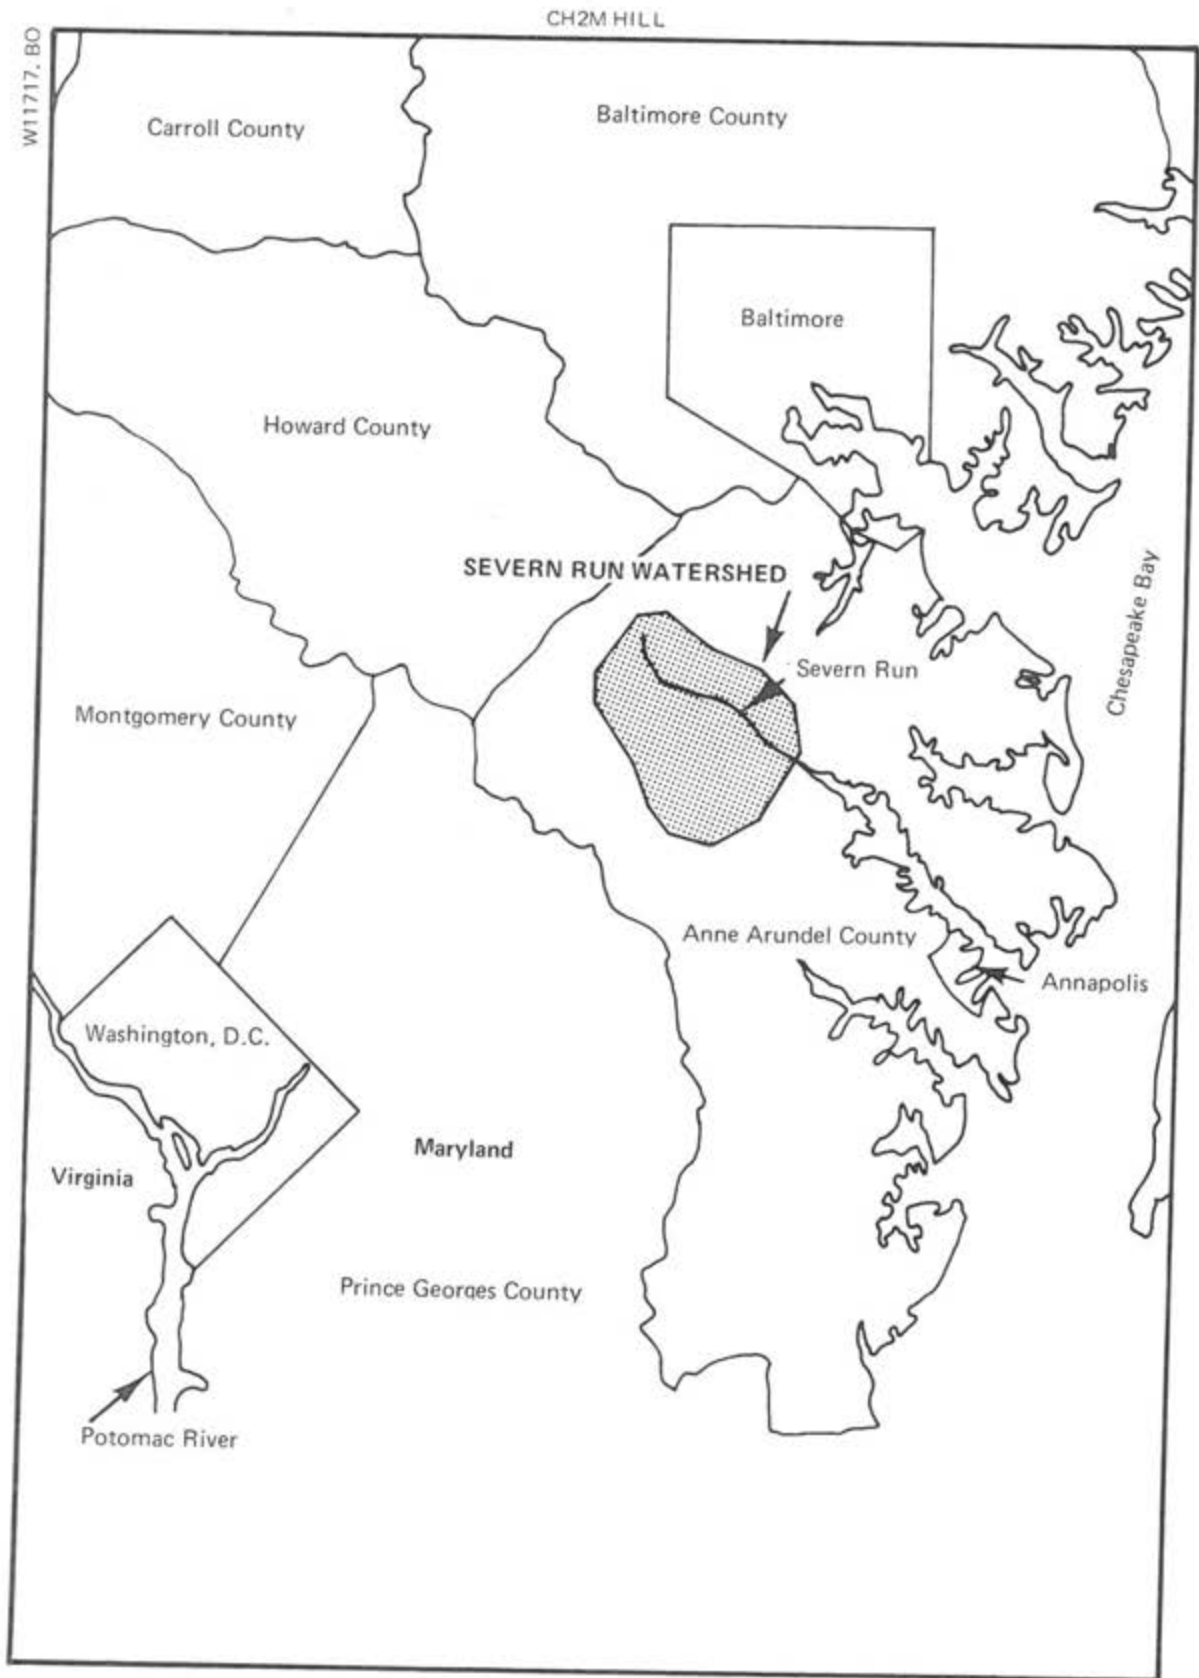 CH2M HILL
W11717. BO
Carroll County
Baltimore County
Baltimore
Howard County
SEVERN RUN WATERSHED
Severn Run
Chesapeake Bay
Montgomery County
Anne Arundel County
Annapolis
Washington, D.C.
Maryland
Virginia
Prince Georges County
Potomac River